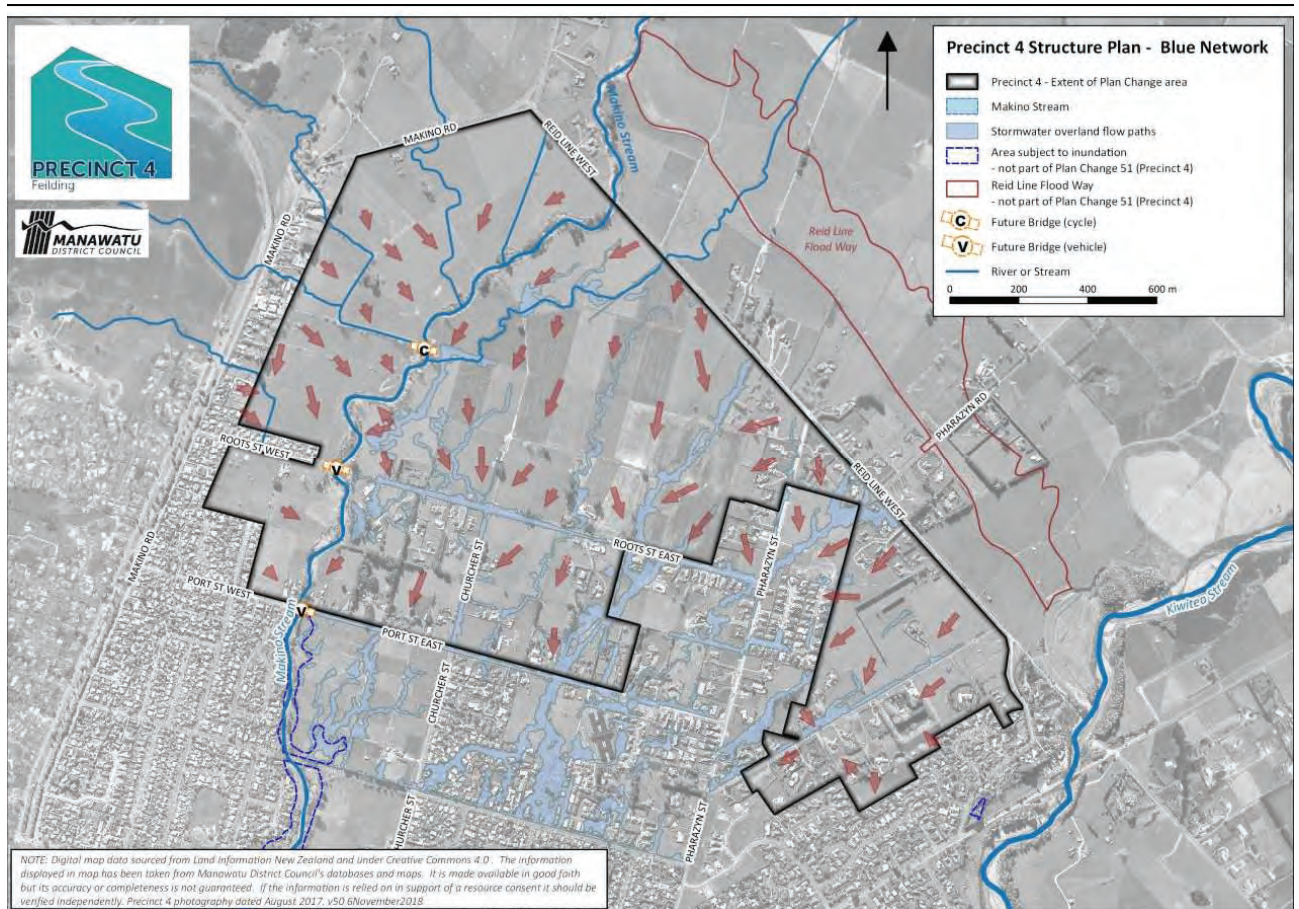 PRECINCT 4
Feilding
MANAWATU
DISTRICT COUNCIL
Precinct 4 Structure Plan - Blue Network
Precinct 4 - Extent of Plan Change area
Makino Stream
Stormwater overland flow paths
Area subject to inundation
- not part of Plan Change 51 (Precinct 4)
Reid Line Flood Way
- not part of Plan Change 51 (Precinct 4)
C Future Bridge (cycle)
V Future Bridge (vehicle)
River or Stream
0 200 400 600 m
MAKINO RD
REID LINE WEST
Makino Stream
MAKINO RD
Reid Line
Flood Way
C
PHARAZYN RD
ROOTS ST WEST
V
REID LINE WEST
ROOTS ST EAST
CHURCHER ST
PHARAZYN ST
MAKINO RD
PORT ST WEST
V
PORT ST EAST
Kiwitea Stream
Makino Stream
CHURCHER ST
CHURCHER ST
PHARAZYN ST
NOTE: Digital map data sourced from Land Information New Zealand and under Creative Commons 4.0 . The information
displayed in map has been taken from Manawatu District Council's databases and maps. It is made available in good faith
but its accuracy or completeness is not guaranteed. If the information is relied on in support of a resource consent it should be
verified independently. Precinct 4 photography dated August 2017, v50 6November2018